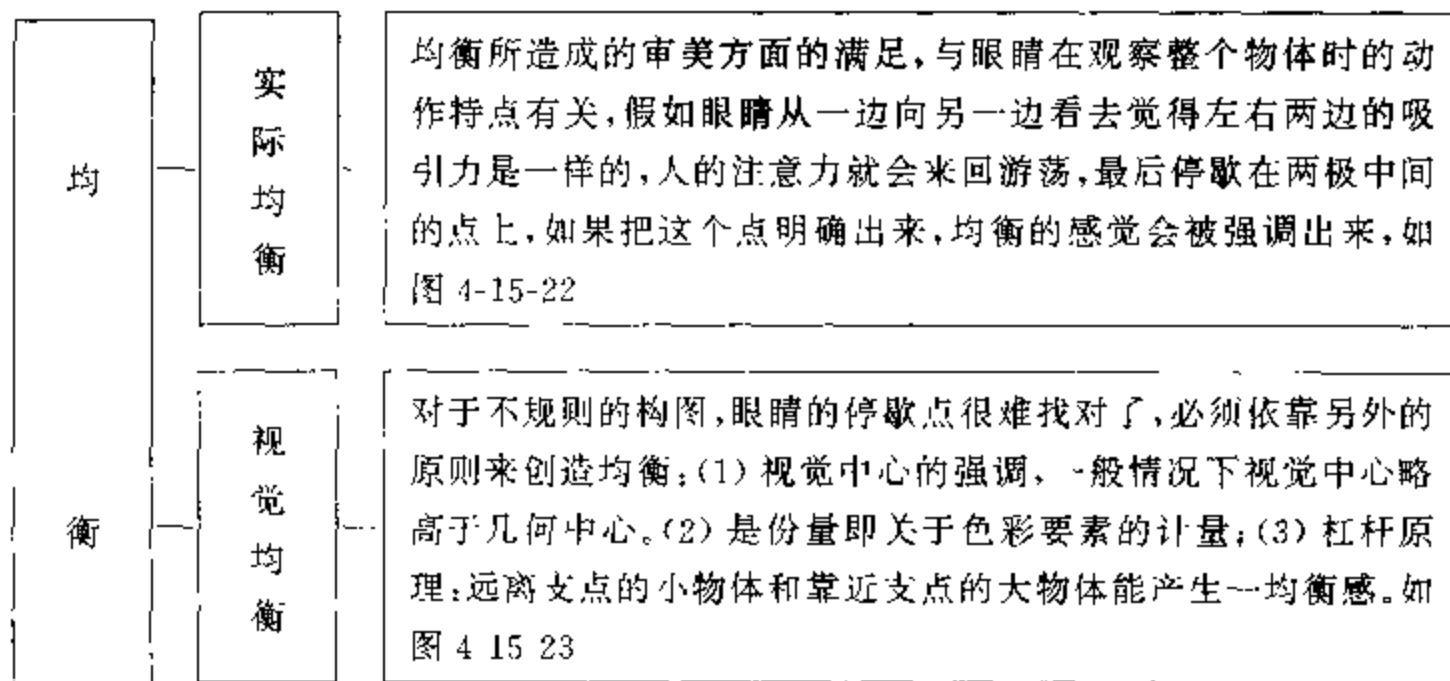 均衡
实际均衡
均衡所造成的审美方面的满足,与眼睛在观察整个物体时的动
作特点有关,假如眼睛从一边向另一边看去觉得左右两边的吸
引力是一样的,人的注意力就会来回游荡,最后停歇在两极中间
的点上,如果把这个点明确出来,均衡的感觉会被强调出来,如
图 4-15-22
视觉均衡
对于不规则的构图,眼睛的停歇点很难找对了,必须依靠另外的
原则来创造均衡;(1) 视觉中心的强调、一般情况下视觉中心略
高于几何中心。(2) 是份量即关于色彩要素的计量;(3) 杠杆原
理:远离支点的小物体和靠近支点的大物体能产生一均衡感。如
图 4 15 23